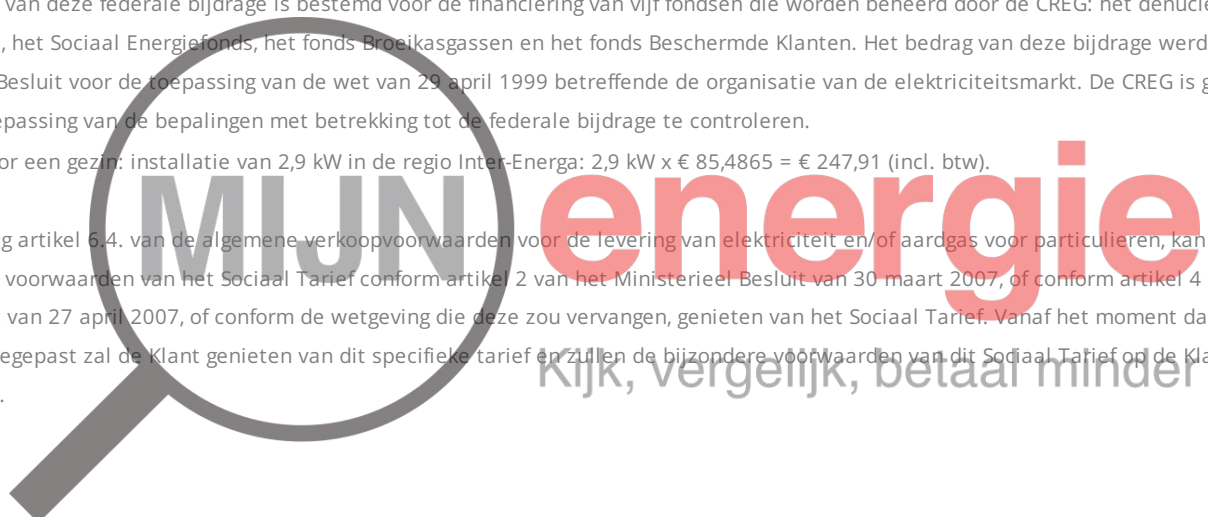 van deze federale bijdrage is bestemd voor de financiering van vijf fondsen die worden beheerd door de CREG: het denucle
, het Sociaal Energiefonds, het fonds Broeikasgassen en het fonds Beschermde Klanten. Het bedrag van deze bijdrage werd
Besluit voor de toepassing van de wet van 29 april 1999 betreffende de organisatie van de elektriciteitsmarkt. De CREG is g
epassing van de bepalingen met betrekking tot de federale bijdrage te controleren.
or een gezin: installatie van 2,9 kW in de regio Inter-Energa: 2,9 kW x € 85,4865 = € 247,91 (incl. btw).
MIJN energie
g artikel 6.4. van de algemene verkoopvoorwaarden voor de levering van elektriciteit en/of aardgas voor particulieren, kan
voorwaarden van het Sociaal Tarief conform artikel 2 van het Ministerieel Besluit van 30 maart 2007, of conform artikel 4
van 27 april 2007, of conform de wetgeving die deze zou vervangen, genieten van het Sociaal Tarief. Vanaf het moment da
egepast zal de Klant genieten van dit specifieke tarief en zullen de bijzondere voorwaarden van dit Sociaal Tarief op de Kla
Kijk, vergelijk, betaal minder
.